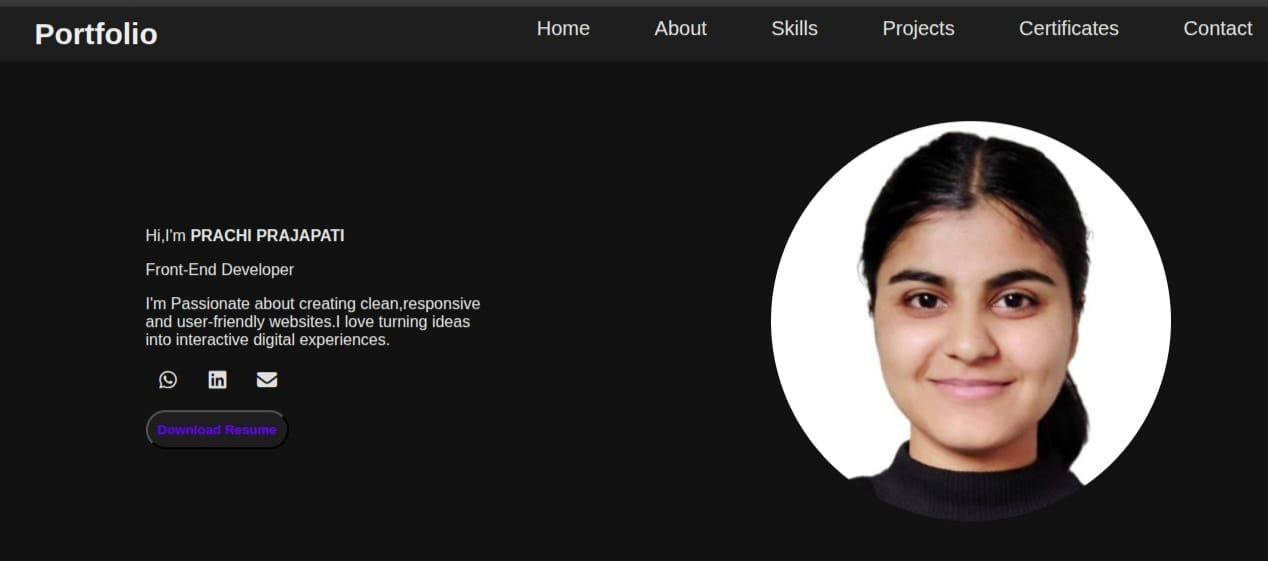 Portfolio
Home About Skills Projects Certificates Contact
Hi,I'm PRACHI PRAJAPATI
Front-End Developer
I'm Passionate about creating clean,responsive
and user-friendly websites.I love turning ideas
into interactive digital experiences.
in
Download Resume